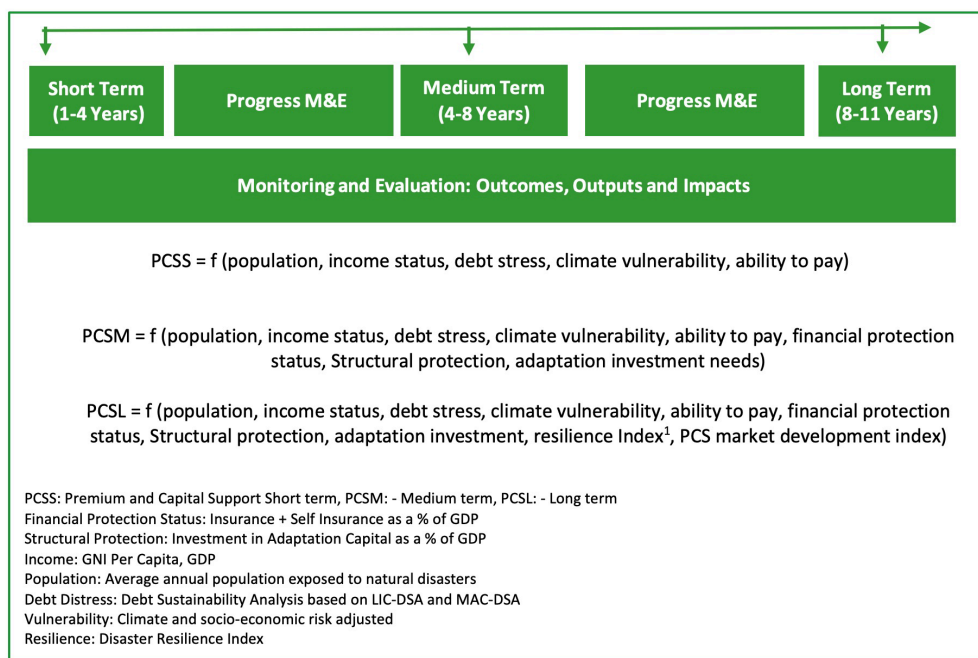 Short Term
(1-4 Years)
Progress M&E
Medium Term
(4-8 Years)
Progress M&E
Long Term
(8-11 Years)
Monitoring and Evaluation: Outcomes, Outputs and Impacts
PCSS = f (population, income status, debt stress, climate vulnerability, ability to pay)
PCSM = f (population, income status, debt stress, climate vulnerability, ability to pay, financial protection
status, Structural protection, adaptation investment needs)
PCSL = f (population, income status, debt stress, climate vulnerability, ability to pay, financial protection
status, Structural protection, adaptation investment, resilience Index¹, PCS market development index)
PCSS: Premium and Capital Support Short term, PCSM: - Medium term, PCSL: - Long term
Financial Protection Status: Insurance + Self Insurance as a % of GDP
Structural Protection: Investment in Adaptation Capital as a % of GDP
Income: GNI Per Capita, GDP
Population: Average annual population exposed to natural disasters
Debt Distress: Debt Sustainability Analysis based on LIC-DSA and MAC-DSA
Vulnerability: Climate and socio-economic risk adjusted
Resilience: Disaster Resilience Index